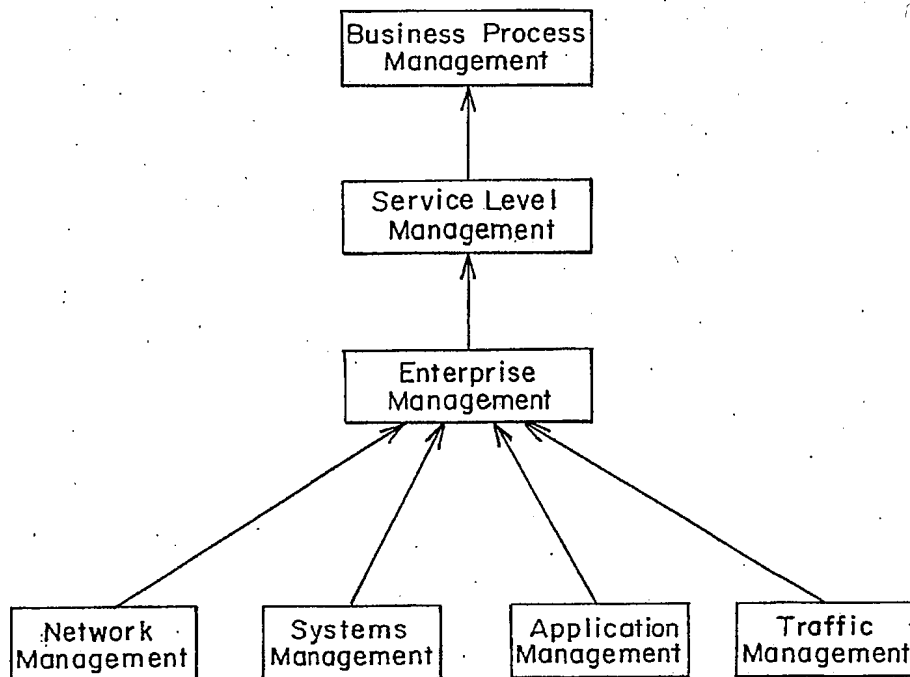 Business Process
Management
Service Level
Management
Enterprise
Management
Network
Management
Systems
Management
Application
Management
Traffic
Management